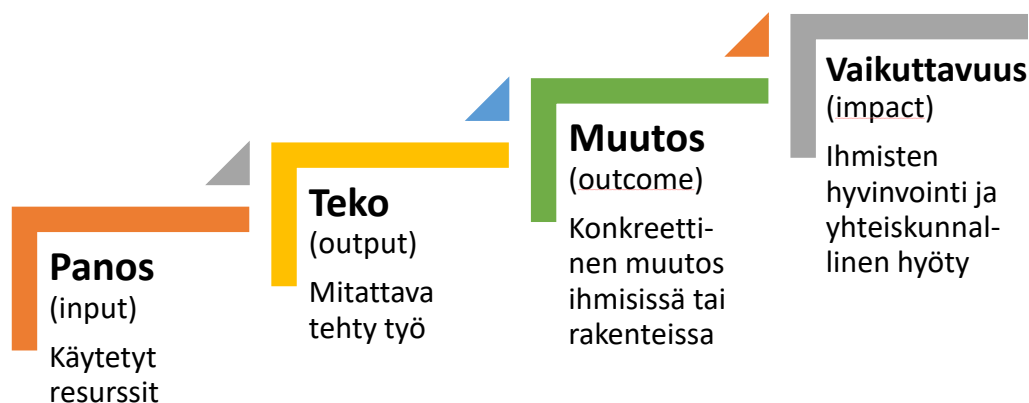 Panos
(input)
Käytetyt
resurssit
Teko
(output)
Mitattava
tehty työ
Muutos
(outcome)
Konkreetti-
nen muutos
ihmisissä tai
rakenteissa
Vaikuttavuus
(impact)
Ihmisten
hyvinvointi ja
yhteiskunnal-
linen hyöty